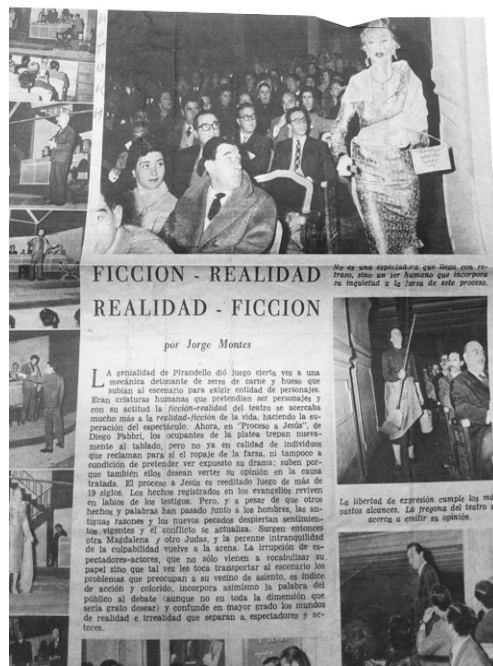 No es una espectadora que llega con re-
traso, sino un ser humano que incorpora
su inquietud a la farsa de este proceso.
FICCION - REALIDAD
REALIDAD - FICCION
por Jorge Montes
LA genialidad de Pirandello dió juego cierta vez a una
mecánica detonante de seres de carne y hueso que
subían al escenario para exigir entidad de personajes.
Eran criaturas humanas que pretendían ser personajes y
con su actitud la ficción-realidad del teatro se acercaba
mucho más a la realidad-ficción de la vida, haciendo la su-
peración del espectáculo. Ahora, en "Proceso a Jesús", de
Diego Fabbri, los ocupantes de la platea trepan nueva-
mente al tablado, pero no ya en calidad de individuos
que reclaman para sí el ropaje de la farsa, ni tampoco a
condición de pretender ver expuesto su drama; suben por-
que también ellos desean verter su opinión en la causa
tratada. El proceso a Jesús es reeditado luego de más de
19 siglos. Los hechos registrados en los evangelios reviven
en labios de los testigos. Pero, y a pesar de que otros
hechos y palabras han pasado junto a los hombres, las an-
tiguas razones y los nuevos pecados despiertan sentimien-
tos vigentes y el conflicto se actualiza. Surgen entonces
otra Magdalena y otro Judas, y la perenne intranquilidad
de la culpabilidad vuelve a la arena. La irrupción de es-
pectadores-actores, que no sólo vienen a vocabulizar su
papel sino que tal vez les toca transportar al escenario los
problemas que preocupan a su vecino de asiento, es índice
de acción y colorido, incorpora asimismo la palabra del
público al debate (aunque no en toda la dimensión que
sería grato desear) y confunde en mayor grado los mundos
de realidad e irrealidad que separan a espectadores y ac-
tores.
La libertad de expresión cumple los má
vastos alcances. La fregona del teatro s
acerca a emitir su opinión.